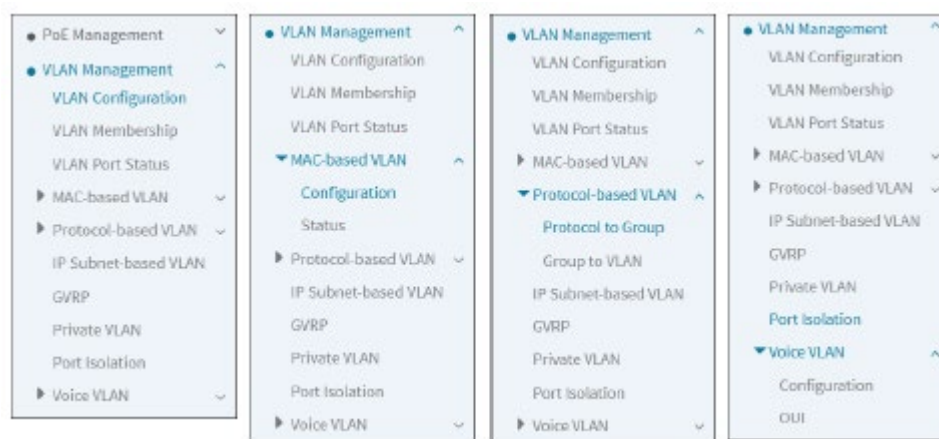 PoE Management
VLAN Management
VLAN Configuration
VLAN Membership
VLAN Port Status
MAC-based VLAN
Protocol-based VLAN
IP Subnet-based VLAN
GVRP
Private VLAN
Port Isolation
Voice VLAN
VLAN Management
VLAN Configuration
VLAN Membership
VLAN Port Status
MAC-based VLAN
Configuration
Status
Protocol-based VLAN
IP Subnet-based VLAN
GVRP
Private VLAN
Port Isolation
Voice VLAN
VLAN Management
VLAN Configuration
VLAN Membership
VLAN Port Status
MAC-based VLAN
Protocol-based VLAN
Protocol to Group
Group to VLAN
IP Subnet-based VLAN
GVRP
Private VLAN
Port Isolation
Voice VLAN
VLAN Management
VLAN Configuration
VLAN Membership
VLAN Port Status
MAC-based VLAN
Protocol-based VLAN
IP Subnet-based VLAN
GVRP
Private VLAN
Port Isolation
Voice VLAN
Configuration
OUI